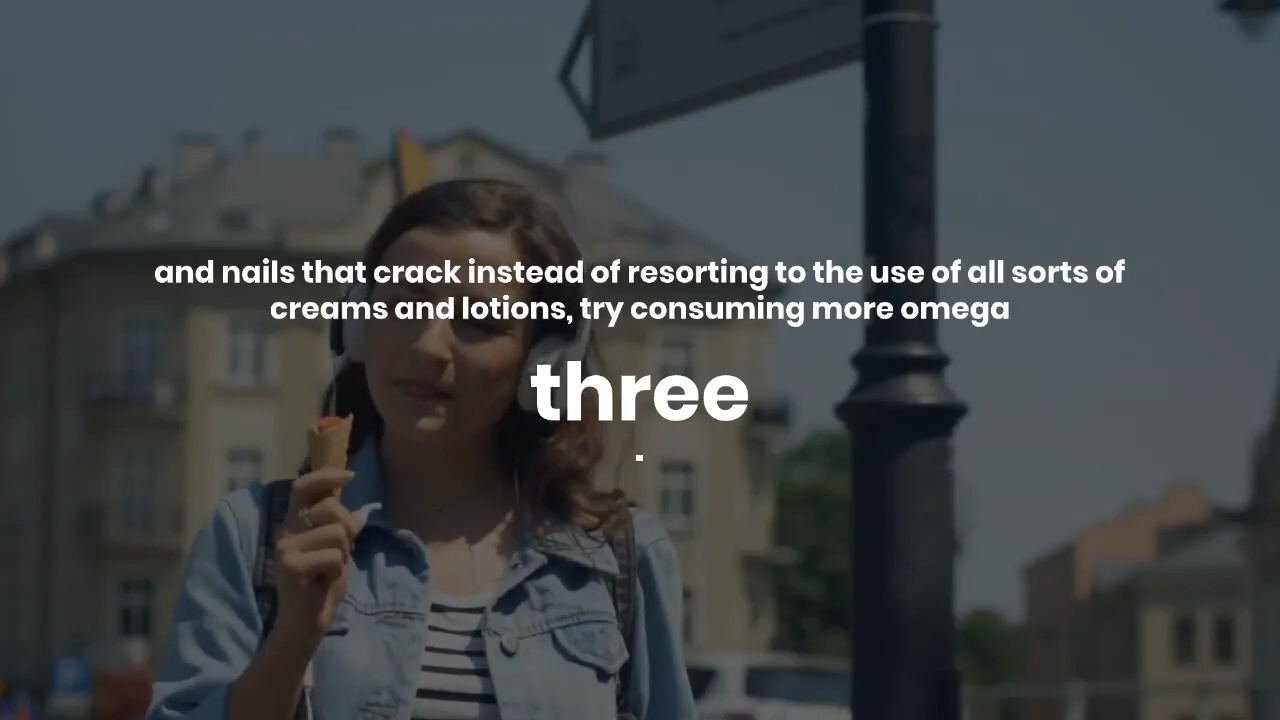 and nails that crack instead of resorting to the use of all sorts of
creams and lotions, try consuming more omega
three
.